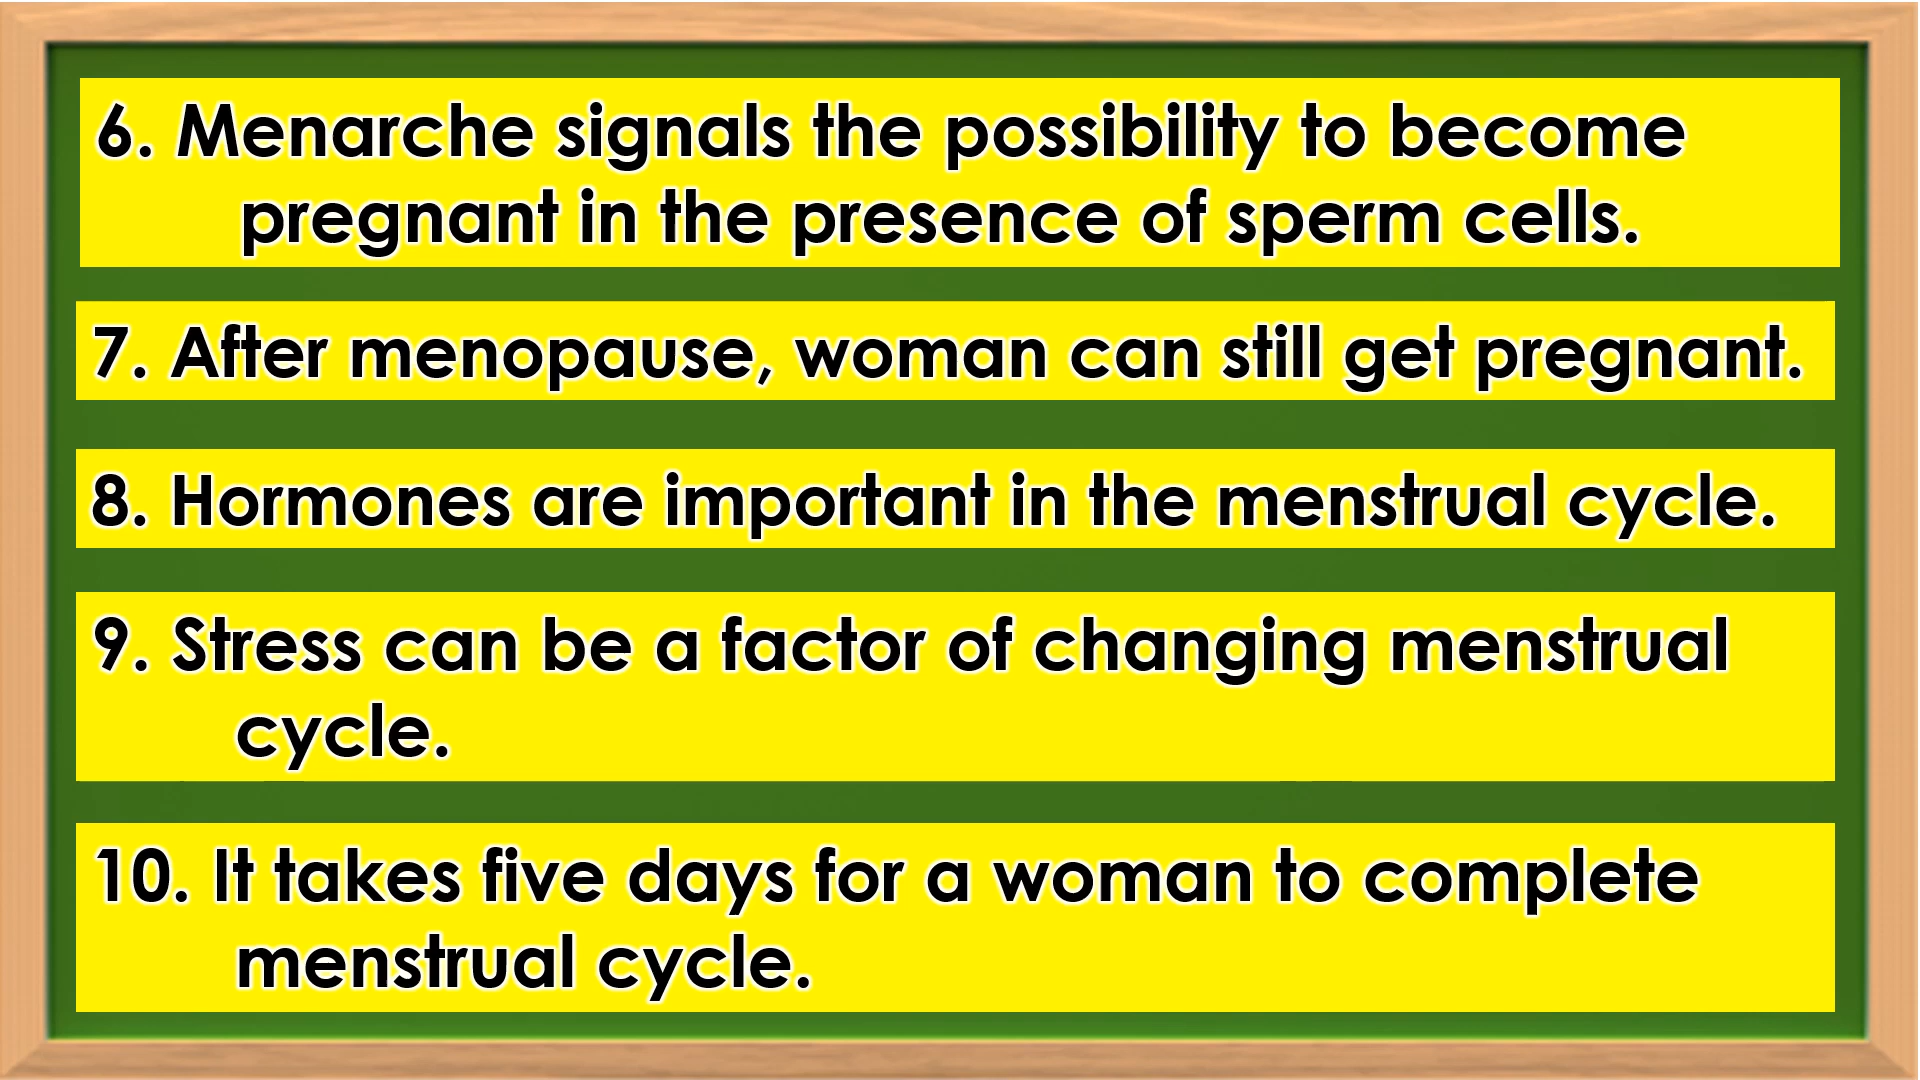 6. Menarche signals the possibility to become
pregnant in the presence of sperm cells.
7. After menopause, woman can still get pregnant.
8. Hormones are important in the menstrual cycle.
9. Stress can be a factor of changing menstrual
cycle.
10. It takes five days for a woman to complete
menstrual cycle.